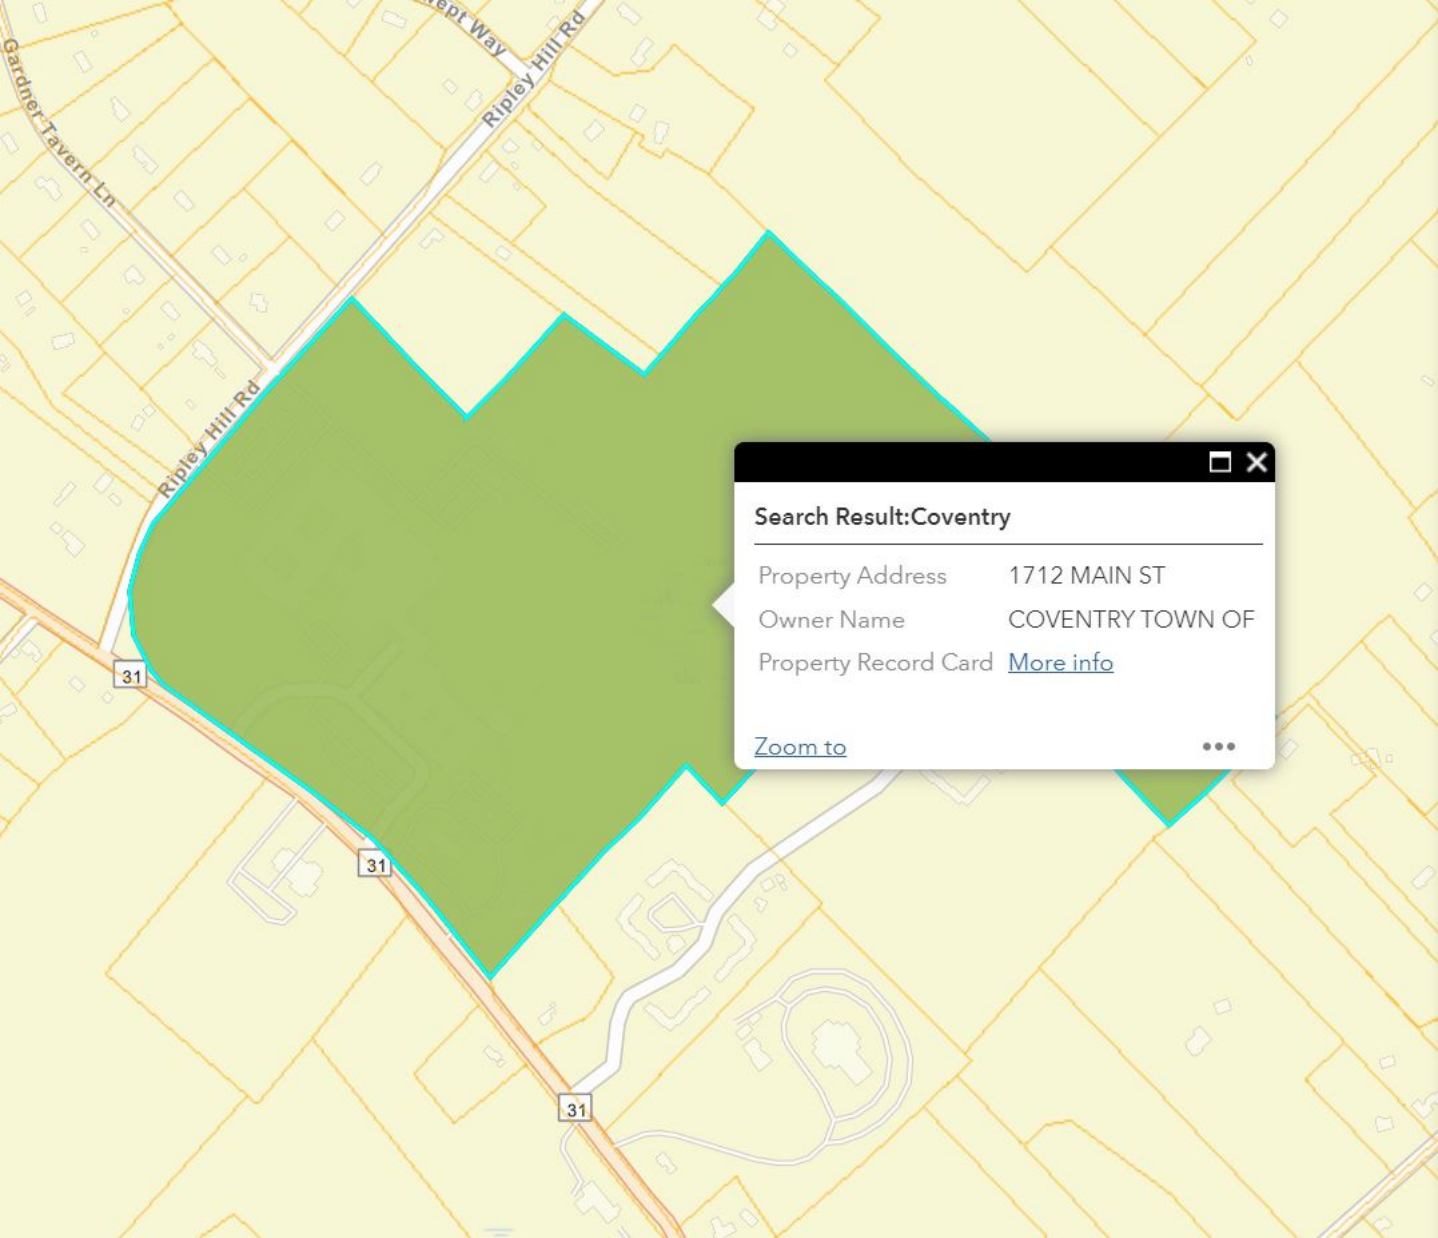 Way
Ripley Hill Rd
Gardner Tavern Ln
Ripley Hill Rd
Search Result:Coventry
Property Address 1712 MAIN ST
Owner Name COVENTRY TOWN OF
Property Record Card More info
31
Zoom to
31
31